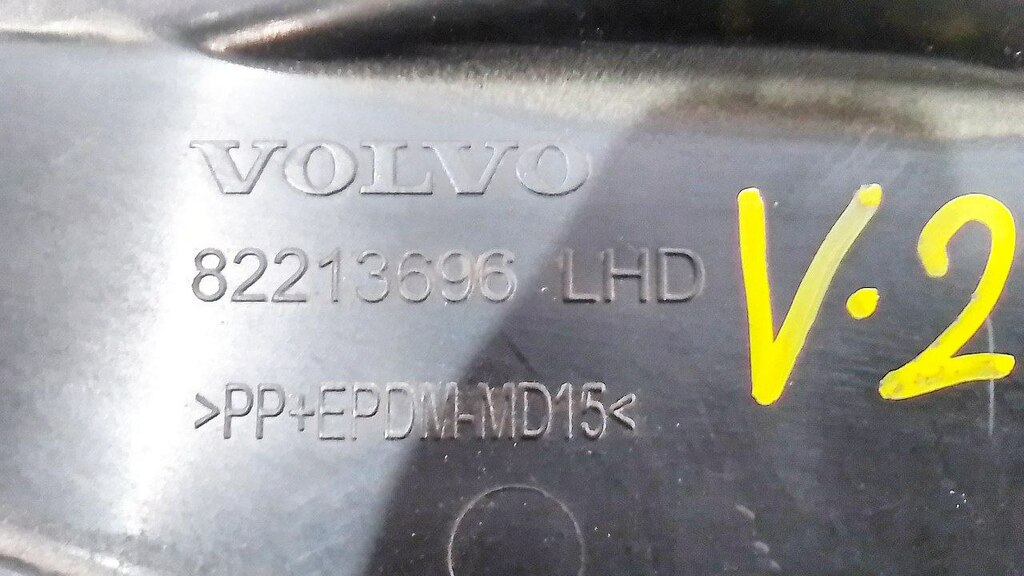 VOLVO
82213696 LHD
>PP+EPDM-MD15<
V.2